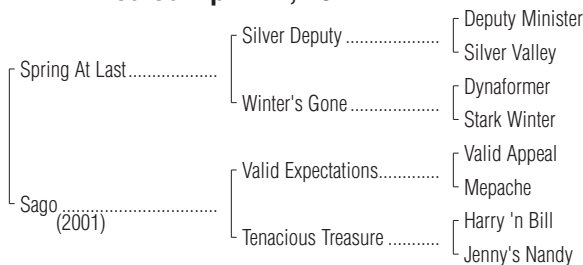 Deputy Minister
Silver Deputy ....................
Silver Valley
Spring At Last...................
Dynaformer
Winter's Gone ...................
Stark Winter
Valid Appeal
Valid Expectations.............
Mepache
Sago .................................
(2001)
Harry 'n Bill
Tenacious Treasure ...........
Jenny's Nandy